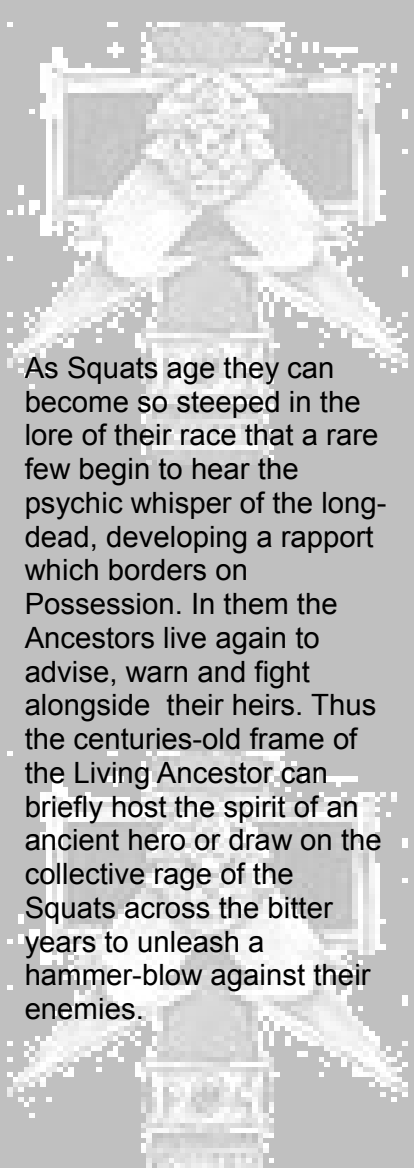 As Squats age they can
become so steeped in the
lore of their race that a rare
few begin to hear the
psychic whisper of the long-
dead, developing a rapport
which borders on
Possession. In them the
Ancestors live again to
advise, warn and fight
alongside  their heirs. Thus
the centuries-old frame of
the Living Ancestor can
briefly host the spirit of an
ancient hero or draw on the
collective rage of the
Squats across the bitter
years to unleash a
hammer-blow against their
enemies.